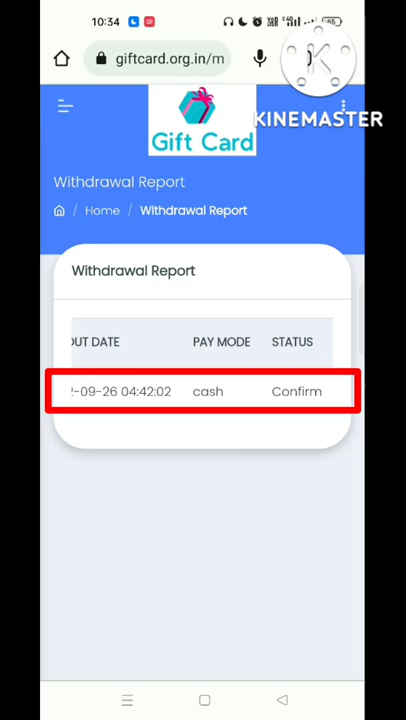 10:34
giftcard.org.in/m
KINEMASTER
Gift Card
Withdrawal Report
/ Home / Withdrawal Report
Withdrawal Report
OUT DATE PAY MODE STATUS
-09-26 04:42:02 cash Confirm